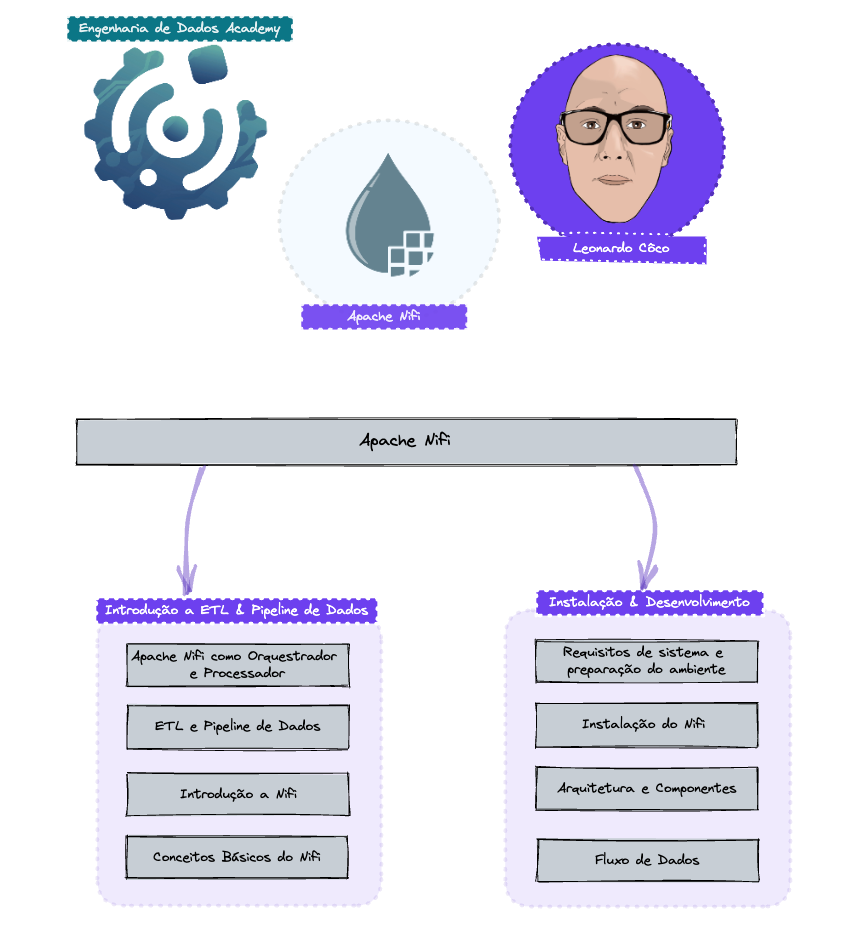 Engenharia de Dados Academy
Leonardo Côco
Apache Nifi
Apache Nifi
Introdução a ETL & Pipeline de Dados
Apache Nifi como Orquestrador
e Processador
ETL e Pipeline de Dados
Introdução a Nifi
Conceitos Básicos do Nifi
Instalação & Desenvolvimento
Requisitos de sistema e
preparação do ambiente
Instalação do Nifi
Arquitetura e Componentes
Fluxo de Dados